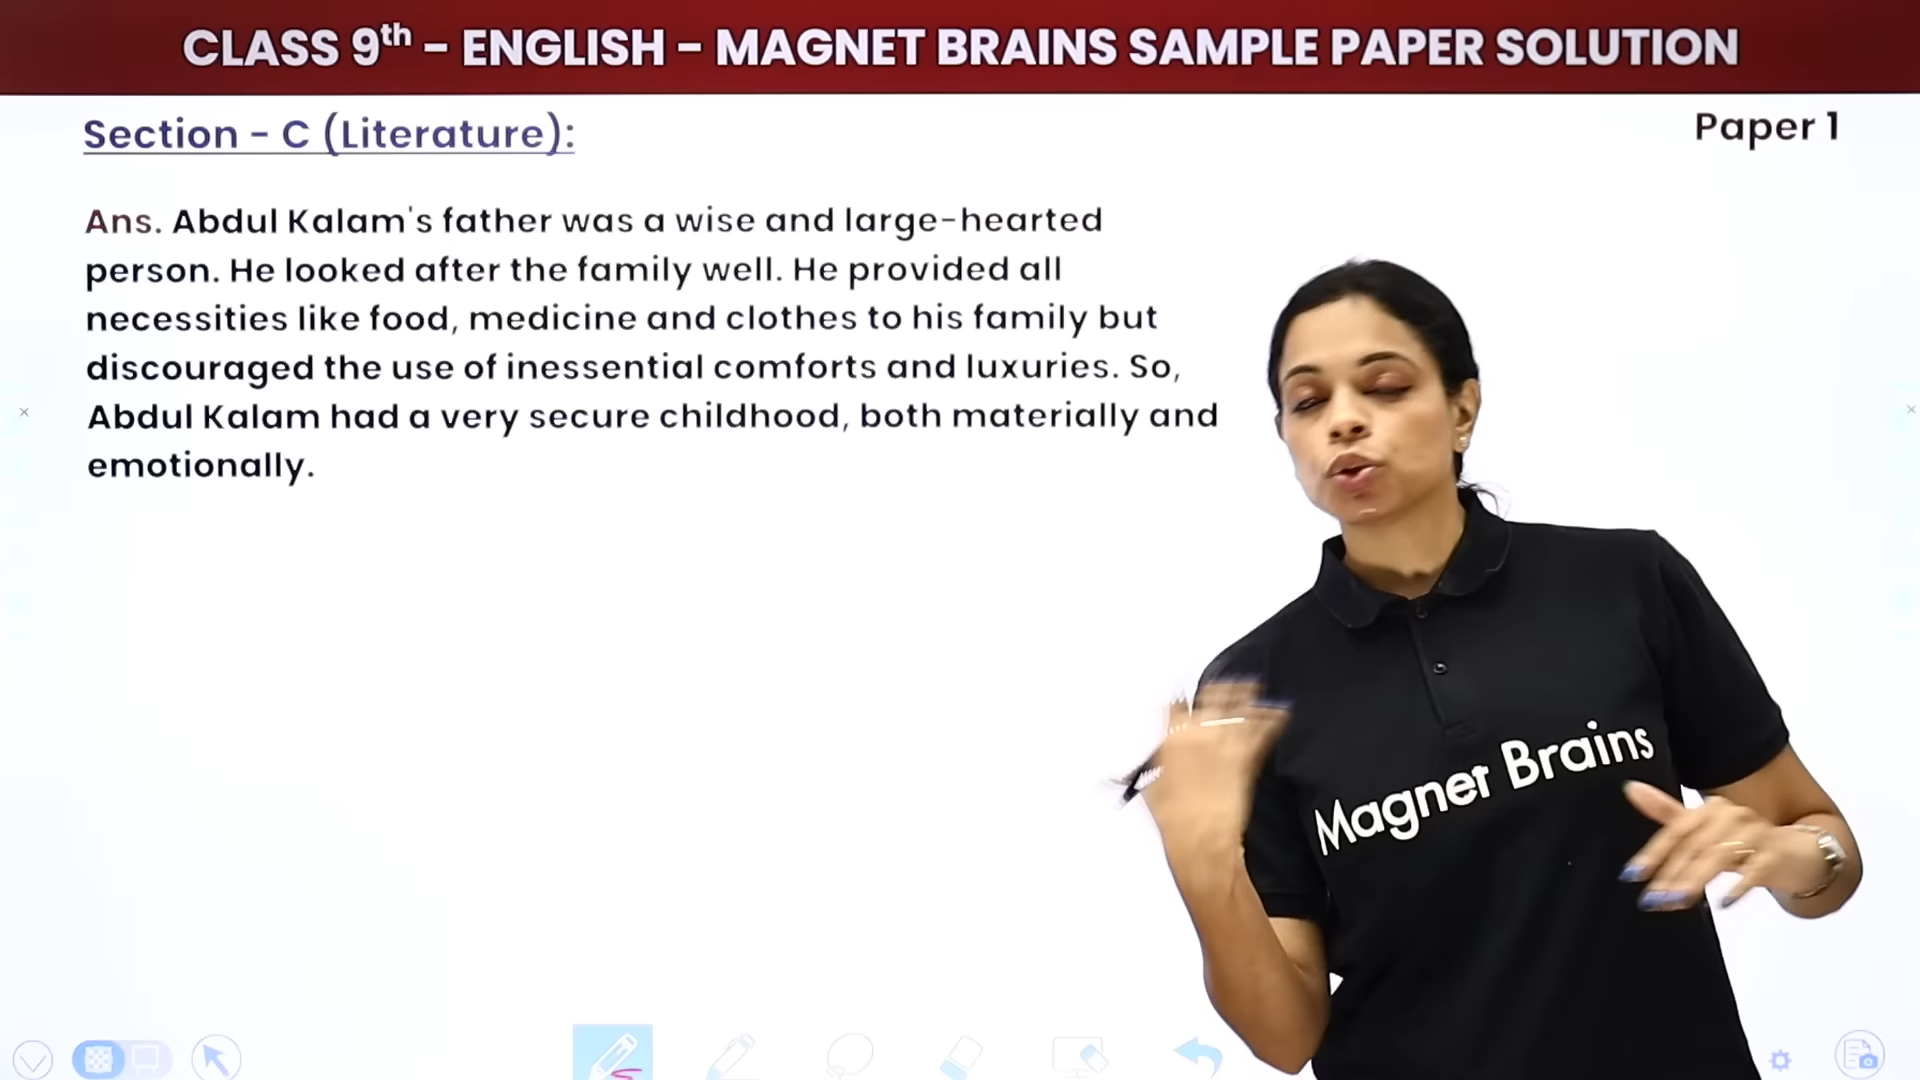 CLASS 9th – ENGLISH – MAGNET BRAINS SAMPLE PAPER SOLUTION
Section - C (Literature):
Paper 1
Ans. Abdul Kalam's father was a wise and large-hearted
person. He looked after the family well. He provided all
necessities like food, medicine and clothes to his family but
discouraged the use of inessential comforts and luxuries. So,
Abdul Kalam had a very secure childhood, both materially and
emotionally.
Magnet Brains